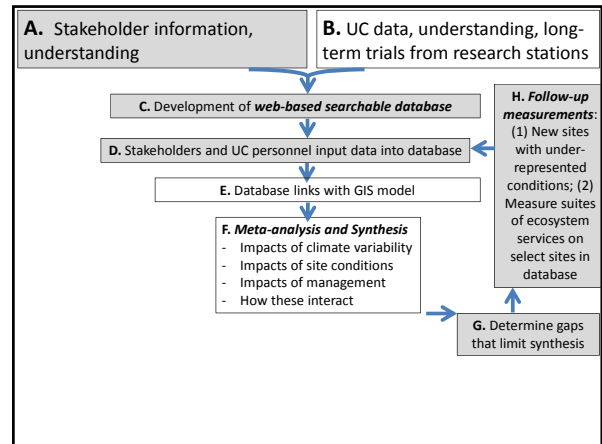 A. Stakeholder information,
understanding
B. UC data, understanding, long-
term trials from research stations
C. Development of web-based searchable database
D. Stakeholders and UC personnel input data into database
E. Database links with GIS model
F. Meta-analysis and Synthesis
- Impacts of climate variability
- Impacts of site conditions
- Impacts of management
- How these interact
G. Determine gaps
that limit synthesis
H. Follow-up
measurements:
(1) New sites
with under-
represented
conditions; (2)
Measure suites
of ecosystem
services on
select sites in
database